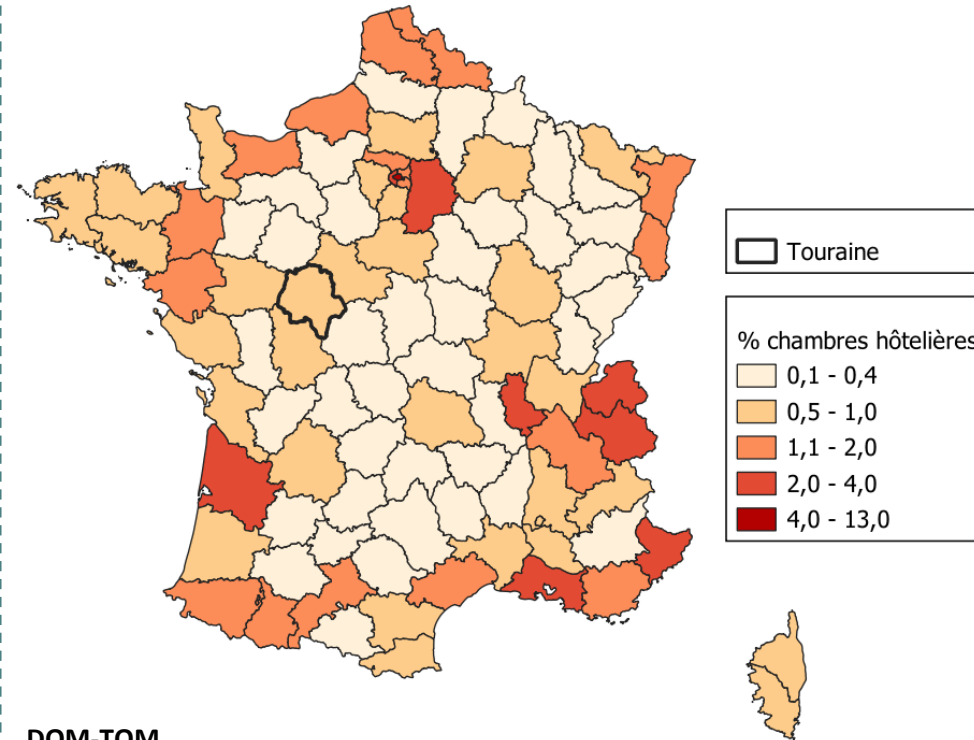 Touraine
% chambres hôtelières
0,1 - 0,4
0,5 - 1,0
1,1 - 2,0
2,0 - 4,0
4,0 - 13,0
DOM-TOM